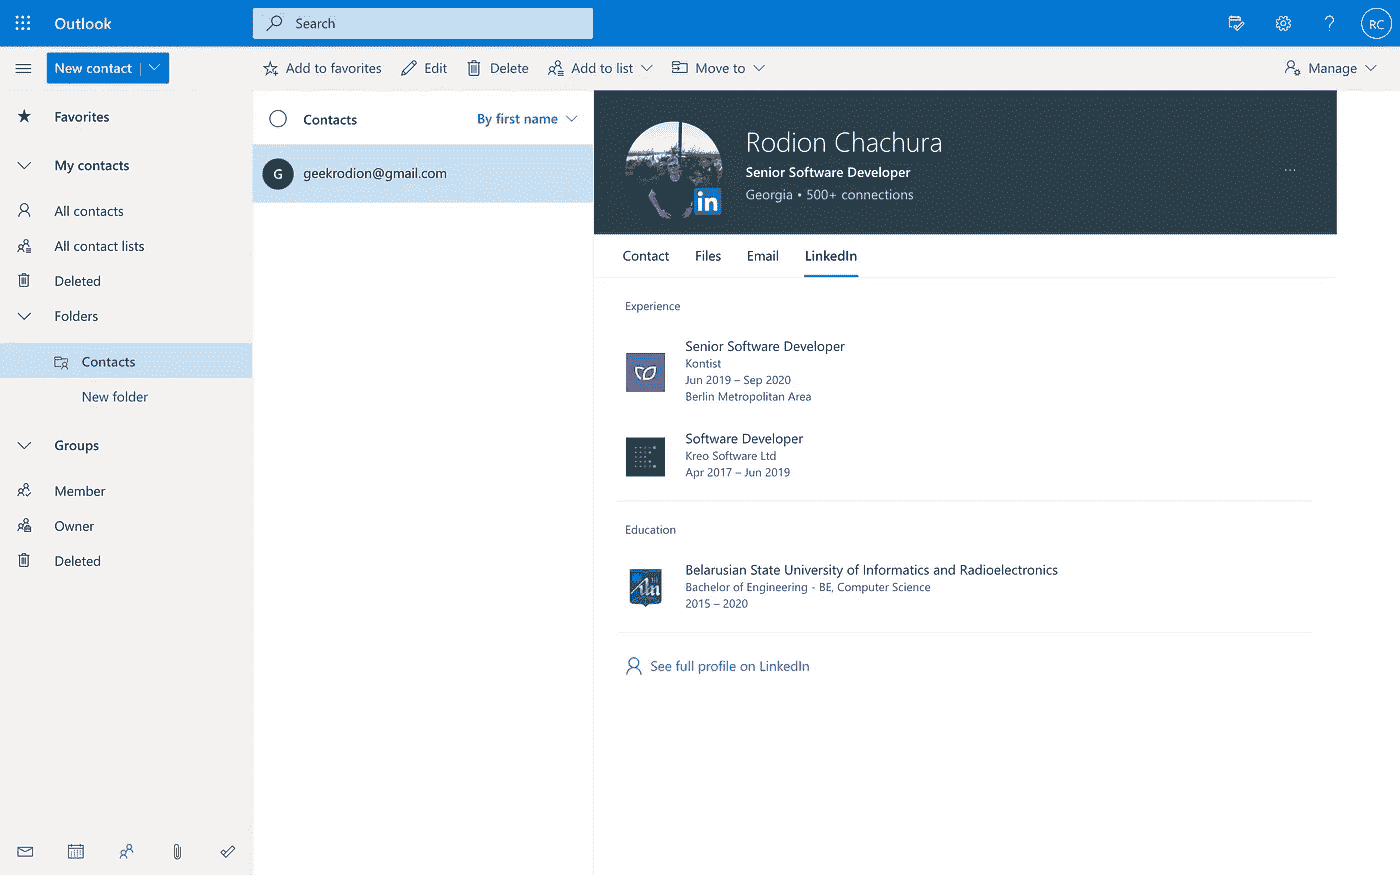 Outlook
Search
RC
New contact
Add to favorites
Edit
Delete
Add to list
Move to
Manage
Favorites
My contacts
All contacts
All contact lists
Deleted
Folders
Contacts
New folder
Groups
Member
Owner
Deleted
Contacts
By first name
G
geekrodion@gmail.com
Rodion Chachura
Senior Software Developer
Georgia • 500+ connections
in
...
Contact Files Email LinkedIn
Experience
Senior Software Developer
Kontist
Jun 2019 – Sep 2020
Berlin Metropolitan Area
Software Developer
Kreo Software Ltd
Apr 2017 – Jun 2019
Education
Belarusian State University of Informatics and Radioelectronics
Bachelor of Engineering - BE, Computer Science
2015 – 2020
See full profile on LinkedIn